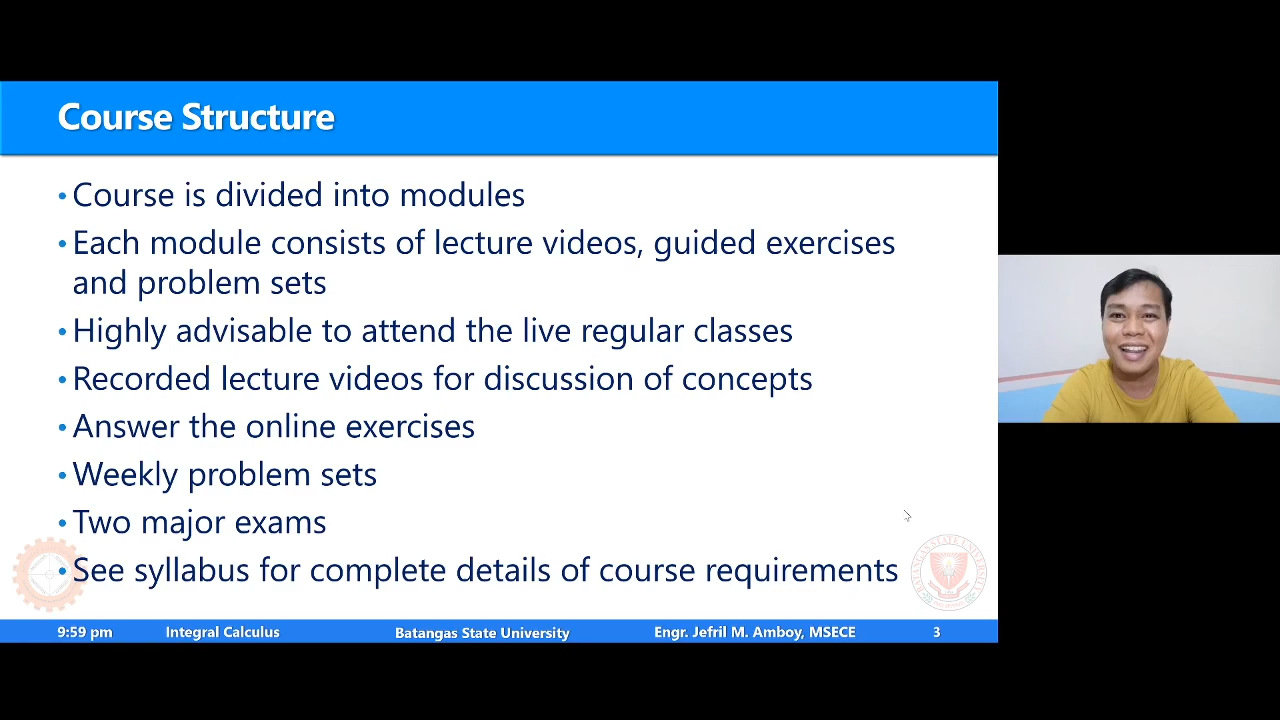 Course Structure
• Course is divided into modules
• Each module consists of lecture videos, guided exercises
and problem sets
• Highly advisable to attend the live regular classes
• Recorded lecture videos for discussion of concepts
• Answer the online exercises
• Weekly problem sets
• Two major exams
• See syllabus for complete details of course requirements
BATANGAS STATE UNIVERSITY
9:59 pm Integral Calculus Batangas State University Engr. Jefril M. Amboy, MSECE 3